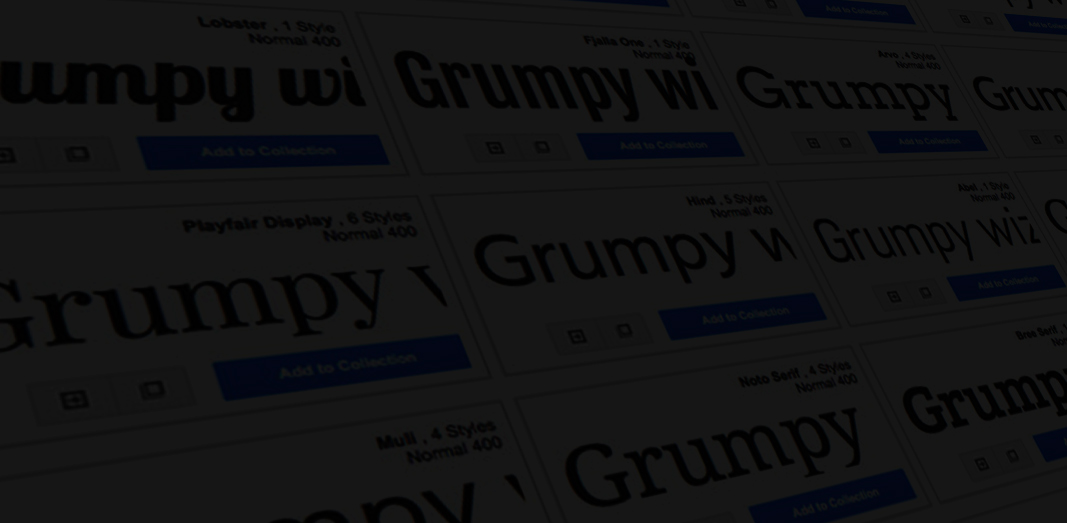 Add to Collection
Lobster , 1 Style
Normal 400
umpy wi
Add to Collection
Fjalla One , 1 Style
Normal 400
Grumpy wi
Add to Collection
Arvo , 4 Styles
Normal 400
Grumpy
Add to Collection
Grum
Playfair Display , 6 Styles
Normal 400
Grumpy
Add to Collection
Hind , 5 Styles
Normal 400
Grumpy w
Add to Collection
Abel , 1 Style
Normal 400
Grumpy wiz
Add to Collection
Muli , 4 Styles
Normal 400
mpy
Noto Serif , 4 Styles
Normal 400
Grumpy
Add to Collection
Bree Serif , 1
Grump